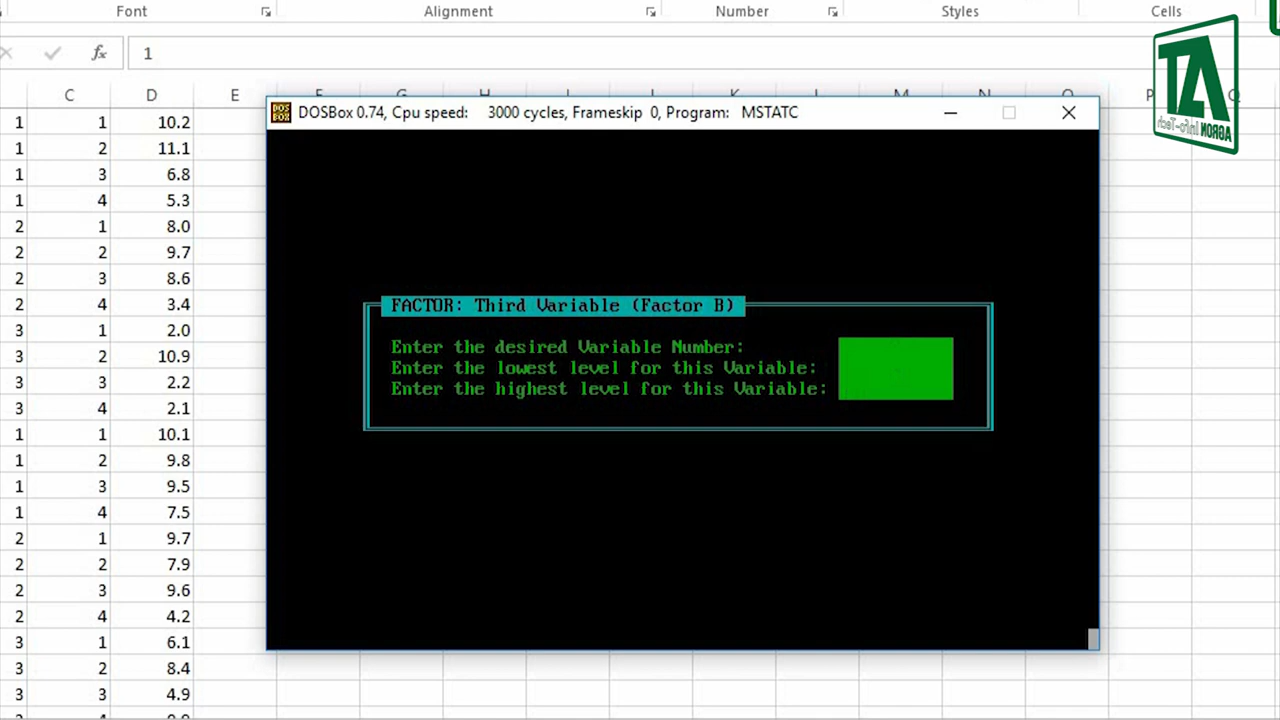 Font Alignment Number Styles Cells
fx 1
C D E F G H I J K L M N O P Q
DOSBox 0.74, Cpu speed: 3000 cycles, Frameskip 0, Program: MSTATC
DOS BOX
AT
AGRON Info-Tech
1 1 10.2
1 2 11.1
1 3 6.8
1 4 5.3
2 1 8.0
2 2 9.7
2 3 8.6
2 4 3.4
3 1 2.0
3 2 10.9
3 3 2.2
3 4 2.1
1 1 10.1
1 2 9.8
1 3 9.5
1 4 7.5
2 1 9.7
2 2 7.9
2 3 9.6
2 4 4.2
3 1 6.1
3 2 8.4
3 3 4.9
FACTOR: Third Variable (Factor B)
Enter the desired Variable Number:
Enter the lowest level for this Variable:
Enter the highest level for this Variable: